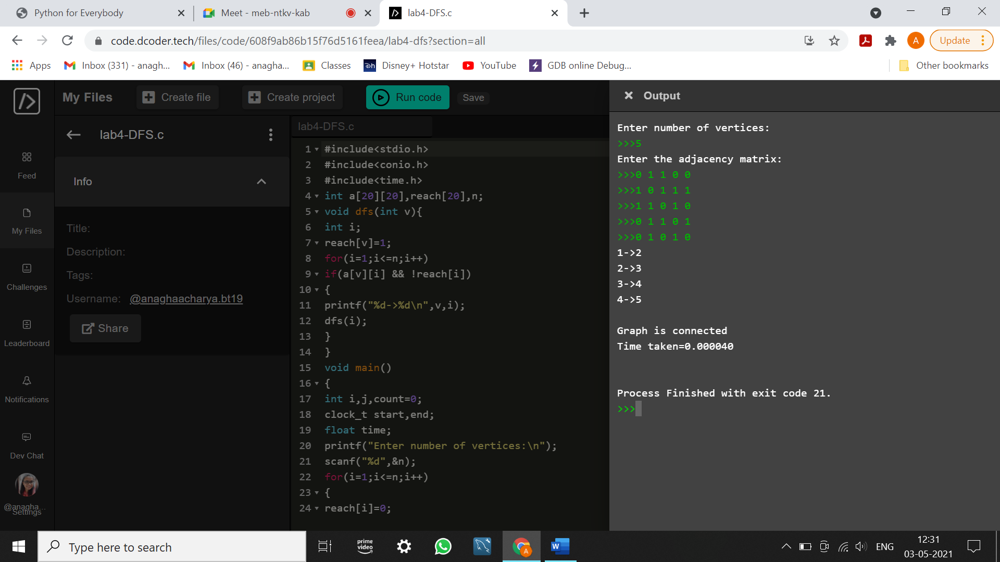 Python for Everybody
Meet - meb-ntkv-kab
lab4-DFS.c
code.dcoder.tech/files/code/608f9ab86b15f76d5161feea/lab4-dfs?section=all
A
Update
Apps
Inbox (331) - anagh...
Inbox (46) - anagha...
Classes
Disney+ Hotstar
YouTube
GDB online Debug...
Other bookmarks
My Files
Create file
Create project
Run code
Save
Output
lab4-DFS.c
lab4-DFS.c
Feed
My Files
Challenges
Leaderboard
Notifications
Dev Chat
@anagha...
Settings
Info
Title:
Description:
Tags:
Username: @anaghaacharya.bt19
Share
1 #include<stdio.h>
2 #include<conio.h>
3 #include<time.h>
4 int a[20][20],reach[20],n;
5 void dfs(int v){
6 int i;
7 reach[v]=1;
8 for(i=1;i<=n;i++)
9 if(a[v][i] && !reach[i])
10 {
11 printf("%d->%d\n",v,i);
12 dfs(i);
13 }
14 }
15 void main()
16 {
17 int i,j,count=0;
18 clock_t start,end;
19 float time;
20 printf("Enter number of vertices:\n");
21 scanf("%d",&n);
22 for(i=1;i<=n;i++)
23 {
24 reach[i]=0;
Enter number of vertices:
>>>5
Enter the adjacency matrix:
>>>0 1 1 0 0
>>>1 0 1 1 1
>>>1 1 0 1 0
>>>0 1 1 0 1
>>>0 1 0 1 0
1->2
2->3
3->4
4->5
Graph is connected
Time taken=0.000040
Process Finished with exit code 21.
>>>
Type here to search
prime
video
A
W
ENG
12:31
03-05-2021